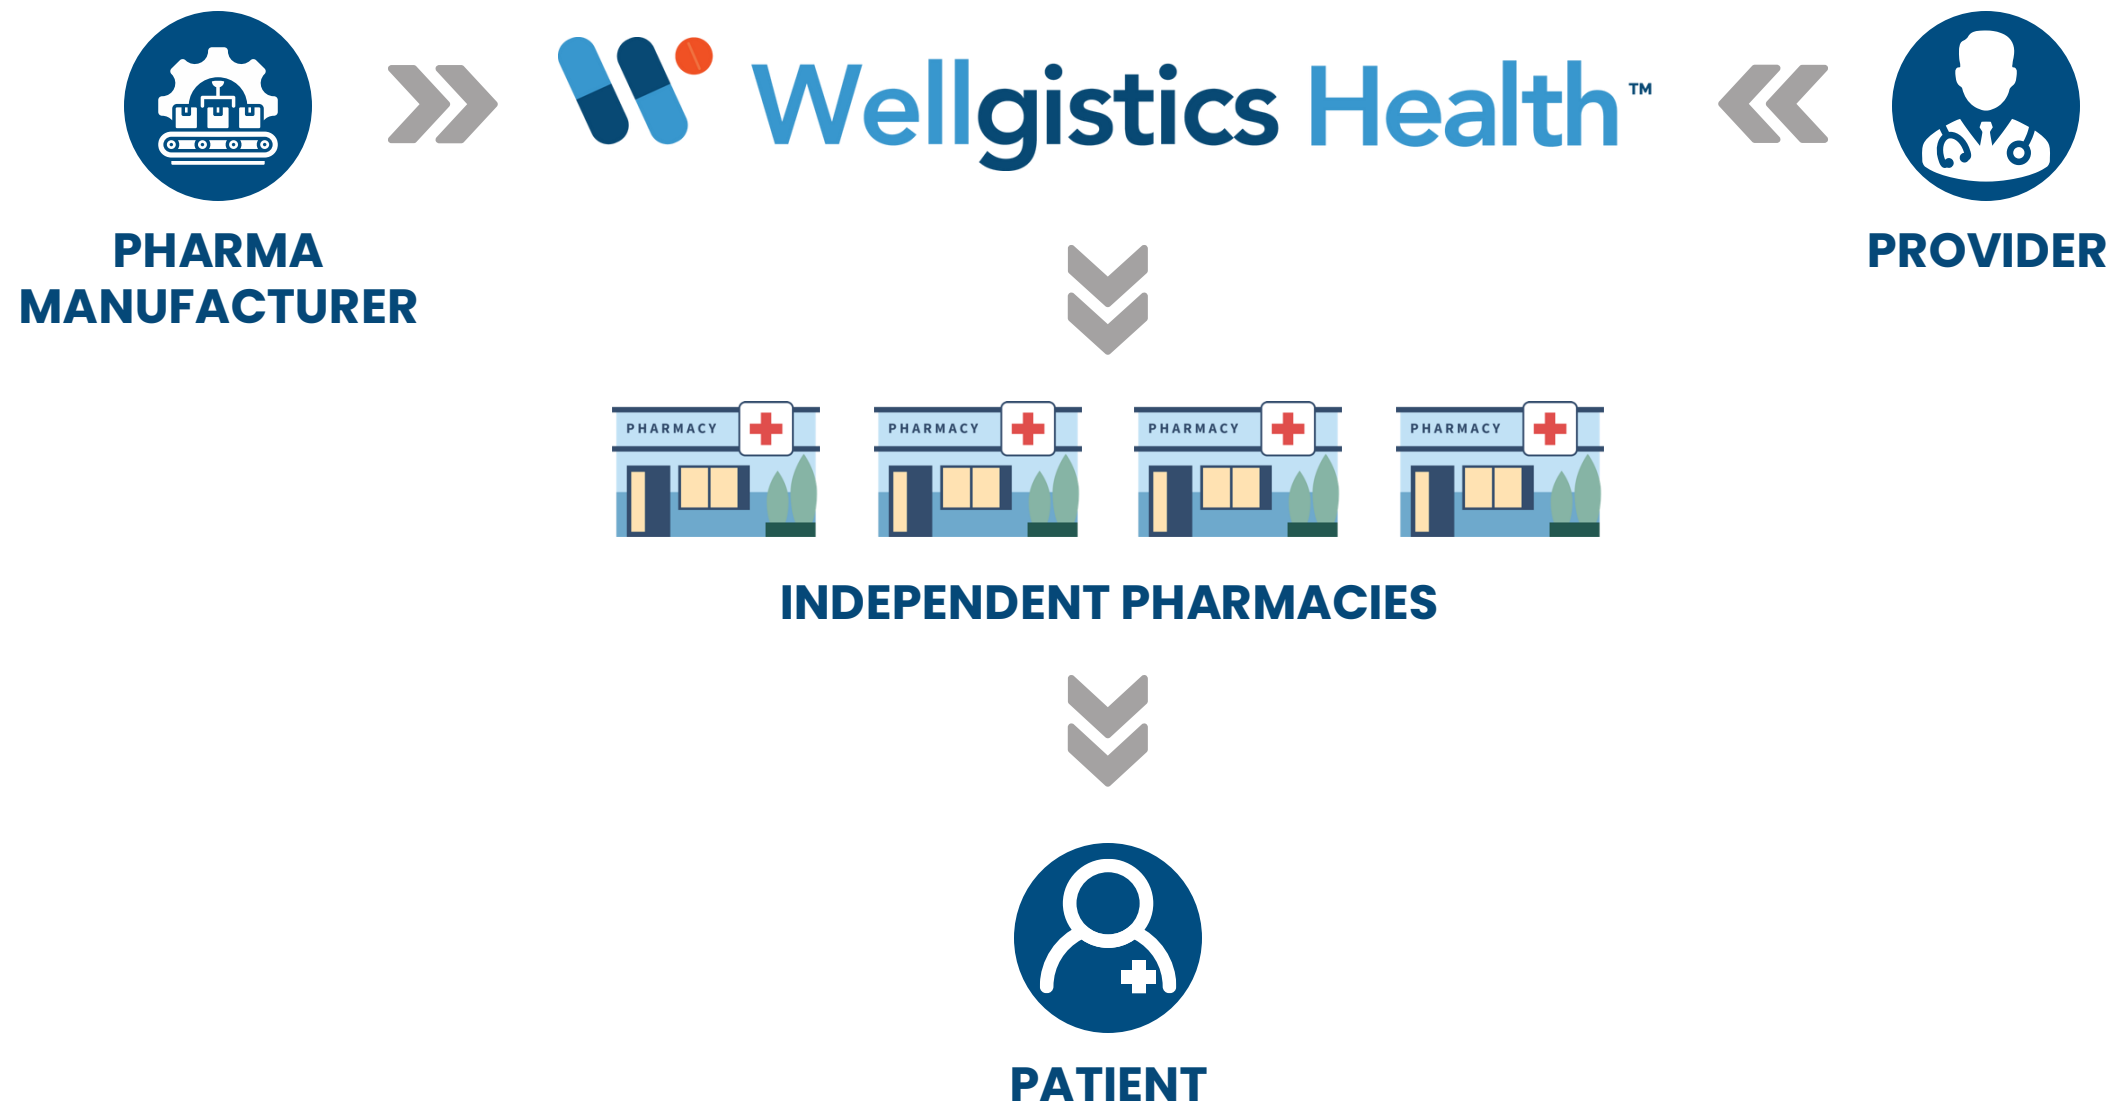 Wellgistics Health™
PHARMA
MANUFACTURER
PROVIDER
PHARMACY
PHARMACY
PHARMACY
PHARMACY
INDEPENDENT PHARMACIES
PATIENT